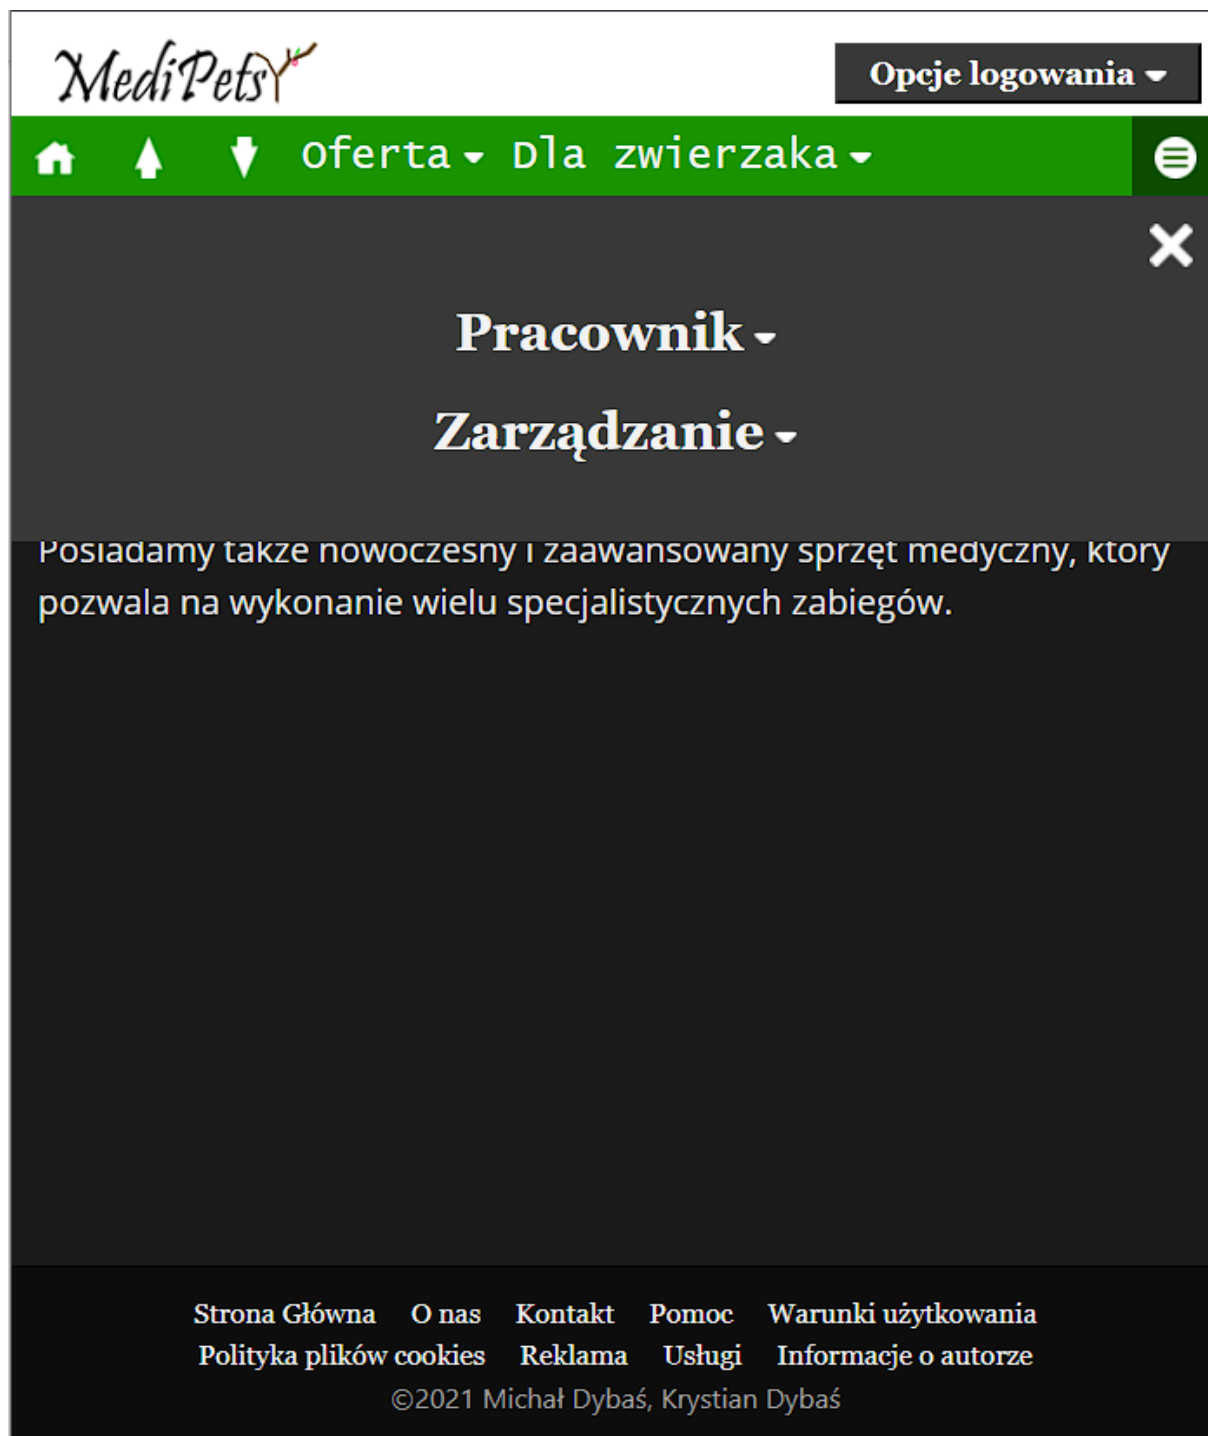 MediPets
Opcje logowania
Oferta Dla zwierzaka
Pracownik
Zarządzanie
Posiadamy także nowoczesny i zaawansowany sprzęt medyczny, który
pozwala na wykonanie wielu specjalistycznych zabiegów.
Strona Główna O nas Kontakt Pomoc Warunki użytkowania
Polityka plików cookies Reklama Usługi Informacje o autorze
©2021 Michał Dybaś, Krystian Dybaś